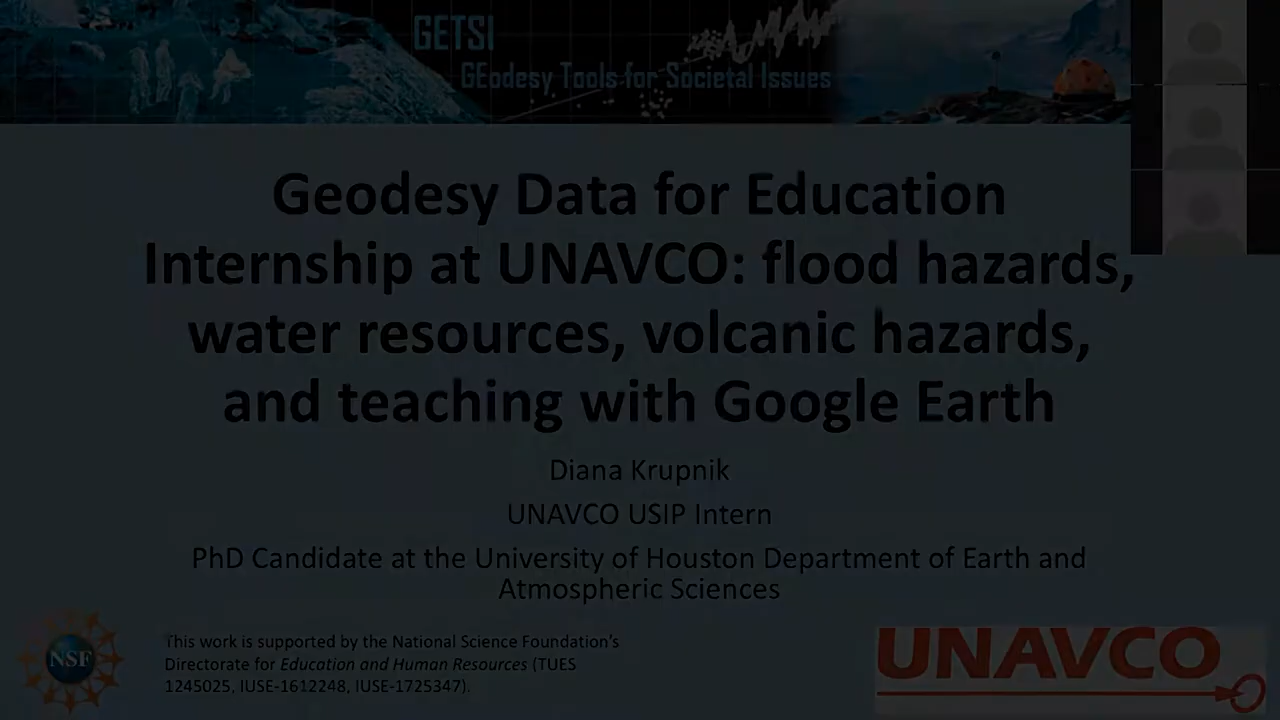 GETSI
GEodesy Tools for Societal Issues
Geodesy Data for Education
Internship at UNAVCO: flood hazards,
water resources, volcanic hazards,
and teaching with Google Earth
Diana Krupnik
UNAVCO USIP Intern
PhD Candidate at the University of Houston Department of Earth and
Atmospheric Sciences
NSF
This work is supported by the National Science Foundation’s
Directorate for Education and Human Resources (TUES
1245025, IUSE-1612248, IUSE-1725347).
UNAVCO